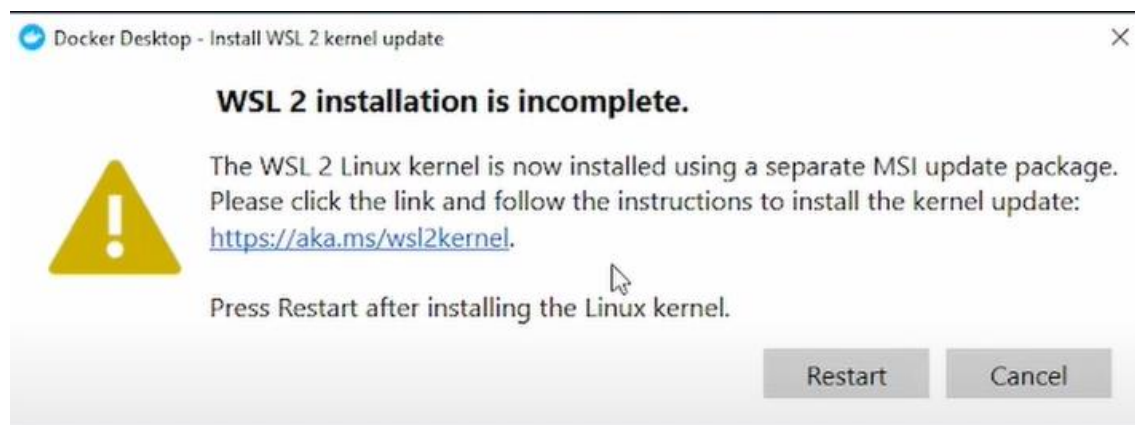 Docker Desktop - Install WSL 2 kernel update
WSL 2 installation is incomplete.
The WSL 2 Linux kernel is now installed using a separate MSI update package.
Please click the link and follow the instructions to install the kernel update:
https://aka.ms/wsl2kernel.
Press Restart after installing the Linux kernel.
Restart Cancel